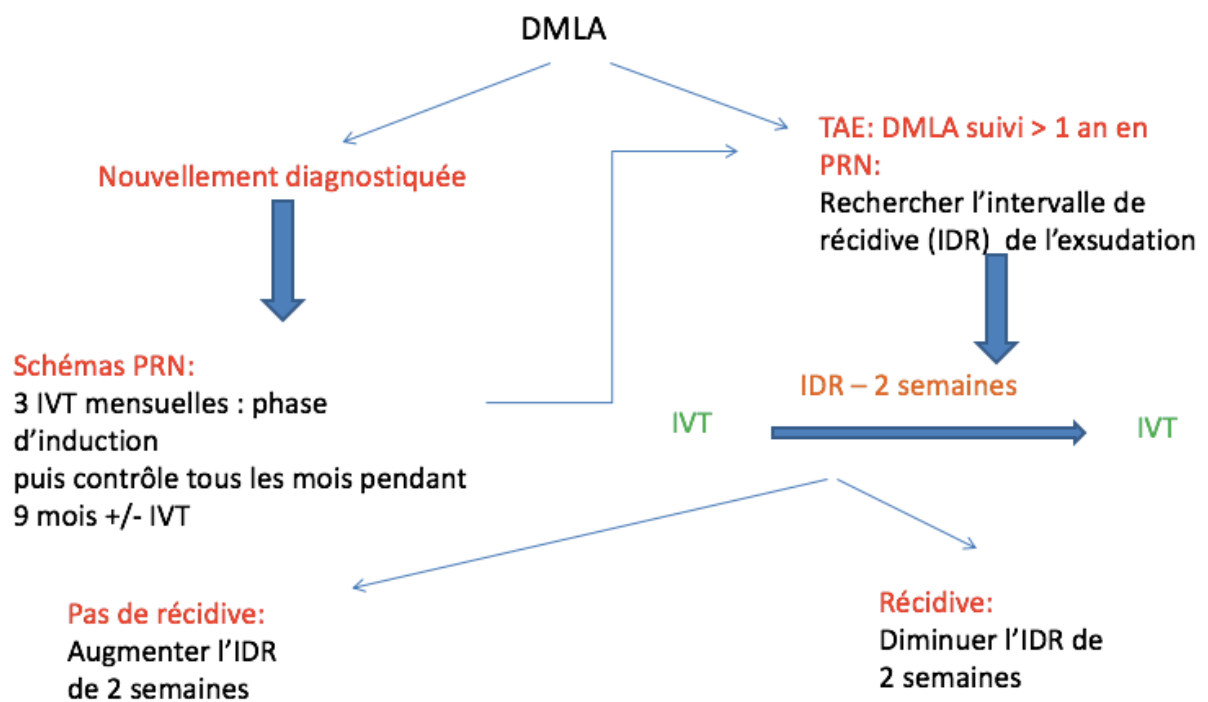 DMLA
Nouvellement diagnostiquée
TAE: DMLA suivi > 1 an en
PRN:
Rechercher l'intervalle de
récidive (IDR) de l'exsudation
Schémas PRN:
3 IVT mensuelles : phase
d'induction
puis contrôle tous les mois pendant
9 mois +/- IVT
IDR – 2 semaines
IVT
IVT
Pas de récidive:
Augmenter l'IDR
de 2 semaines
Récidive:
Diminuer l'IDR de
2 semaines